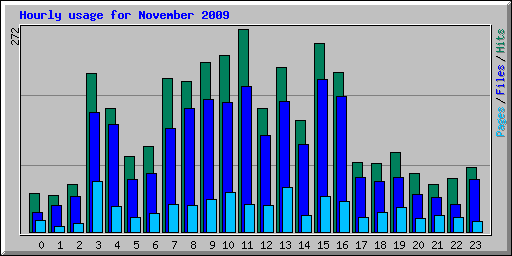 Hourly usage for November 2009
272
Pages / Files / Hits
0 1 2 3 4 5 6 7 8 9 10 11 12 13 14 15 16 17 18 19 20 21 22 23